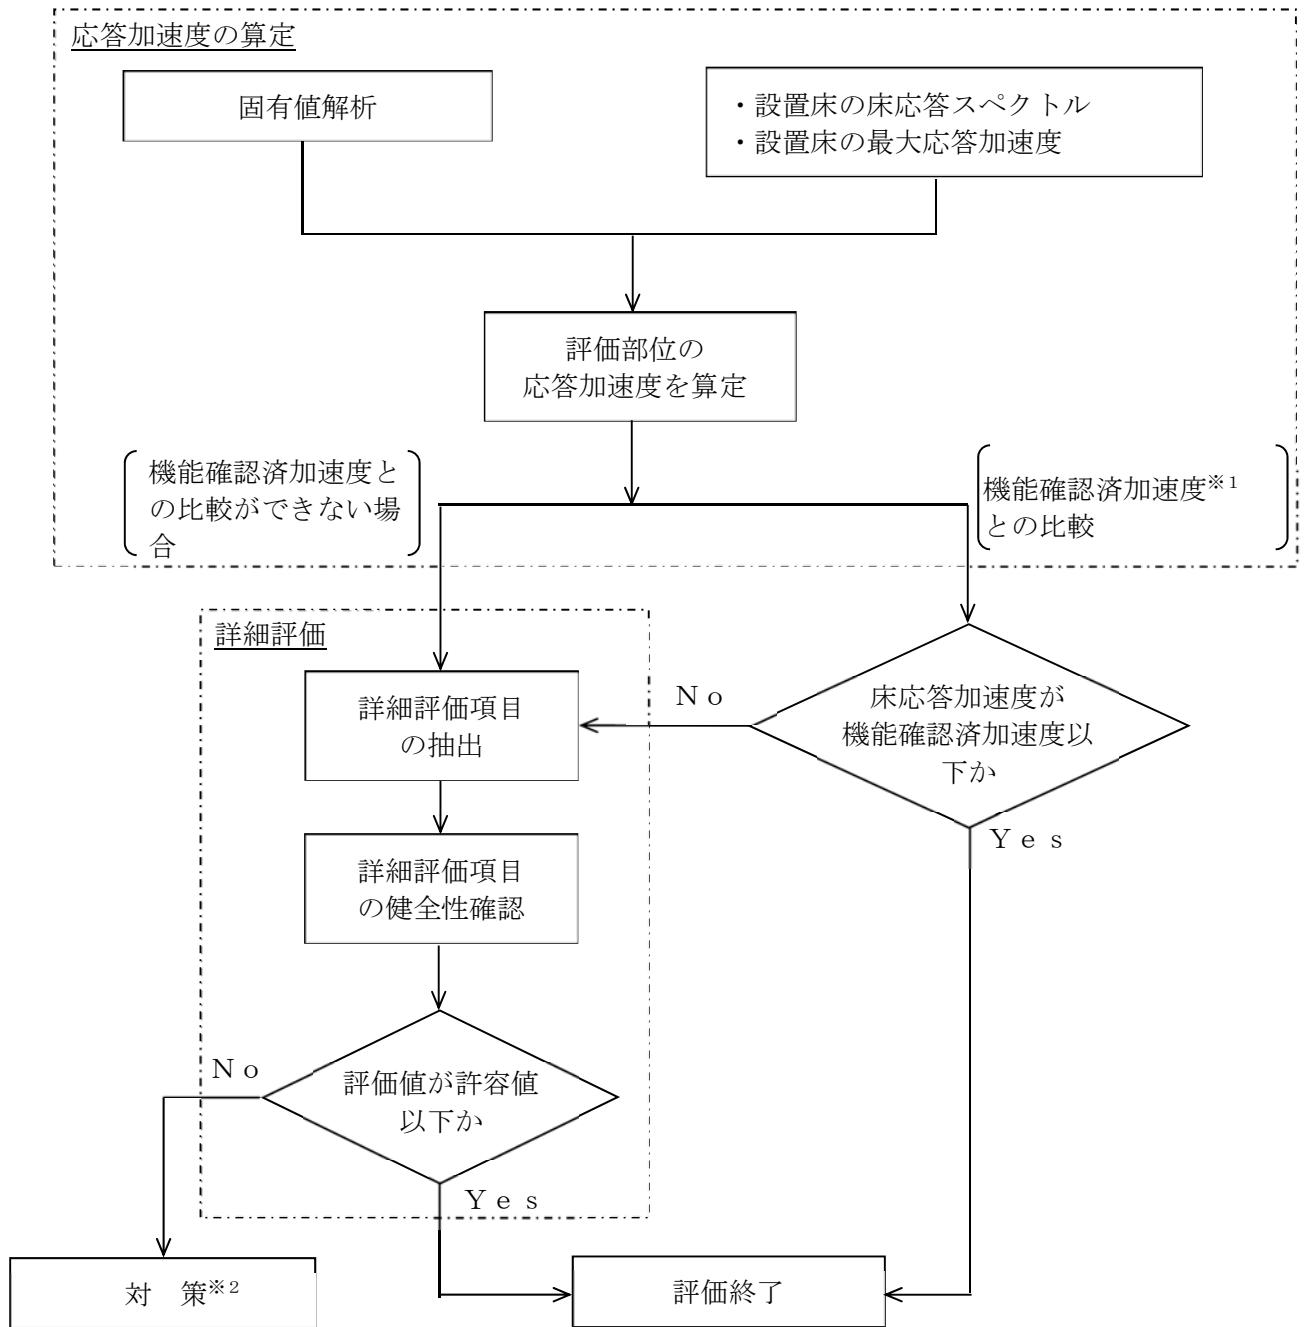 応答加速度の算定
固有値解析
・設置床の床応答スペクトル
・設置床の最大応答加速度
評価部位の
応答加速度を算定
機能確認済加速度と
の比較ができない場
合
機能確認済加速度※1
との比較
詳細評価
詳細評価項目
の抽出
No
床応答加速度が
機能確認済加速度以
下か
Yes
詳細評価項目
の健全性確認
No
評価値が許容値
以下か
Yes
対　策※2
評価終了